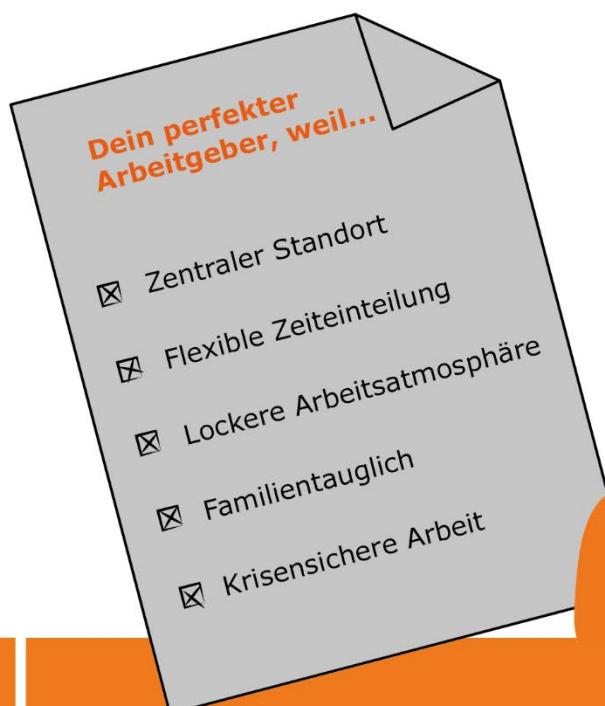 Dein perfekter
Arbeitgeber, weil...
Zentraler Standort
Flexible Zeiteinteilung
Lockere Arbeitsatmosphäre
Familientauglich
Krisensichere Arbeit